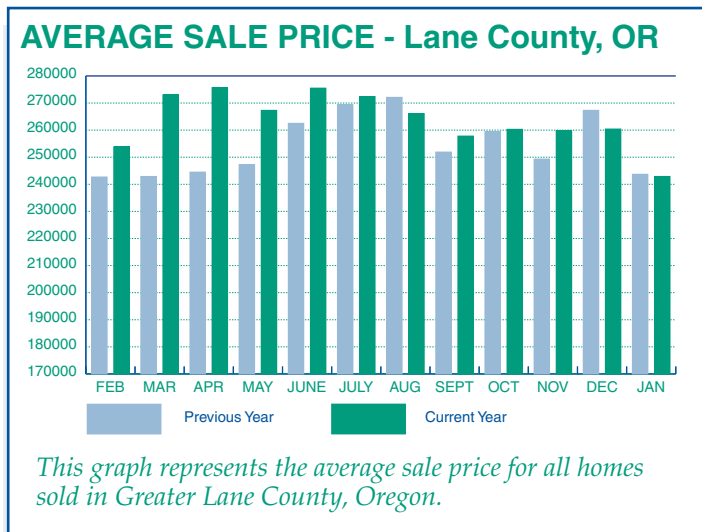 AVERAGE SALE PRICE - Lane County, OR
280000
270000
260000
250000
240000
230000
220000
210000
200000
190000
180000
170000
FEB MAR APR MAY JUNE JULY AUG SEPT OCT NOV DEC JAN
Previous Year Current Year
This graph represents the average sale price for all homes
sold in Greater Lane County, Oregon.